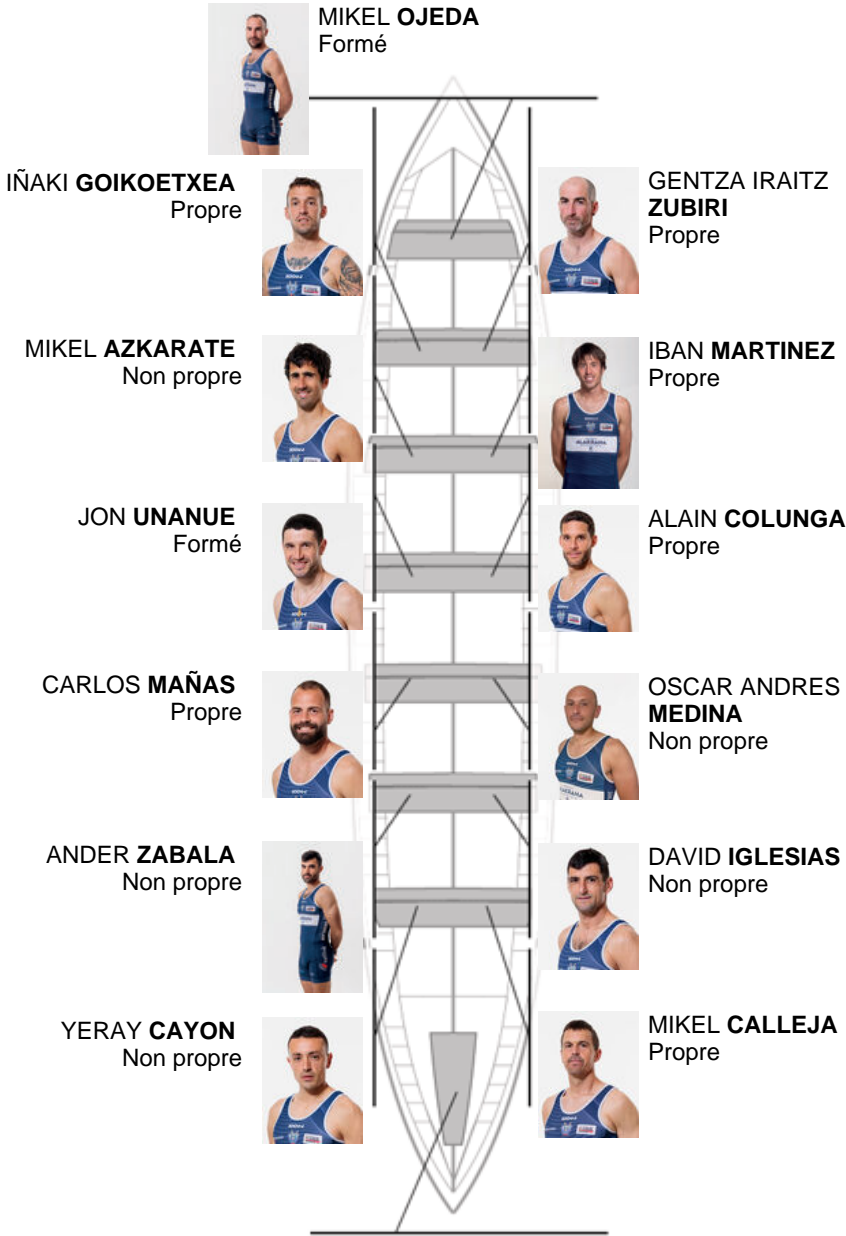 MIKEL OJEDA
Formé
IÑAKI GOIKOETXEA
Propre
GENTZA IRAITZ
ZUBIRI
Propre
MIKEL AZKARATE
Non propre
IBAN MARTINEZ
Propre
JON UNANUE
Formé
ALAIN COLUNGA
Propre
CARLOS MAÑAS
Propre
OSCAR ANDRES
MEDINA
Non propre
ANDER ZABALA
Non propre
DAVID IGLESIAS
Non propre
YERAY CAYON
Non propre
MIKEL CALLEJA
Propre